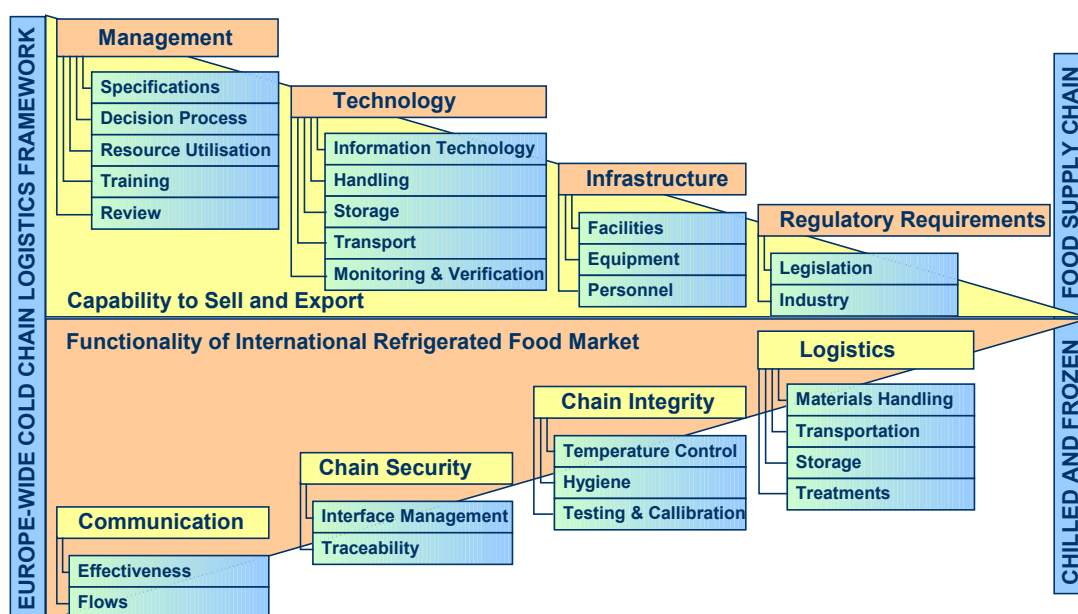 EUROPE-WIDE COLD CHAIN LOGISTICS FRAMEWORK
Management
Specifications
Decision Process
Resource Utilisation
Training
Review
Technology
Information Technology
Handling
Storage
Transport
Monitoring & Verification
Infrastructure
Facilities
Equipment
Personnel
Regulatory Requirements
Legislation
Industry
Capability to Sell and Export
Functionality of International Refrigerated Food Market
Communication
Effectiveness
Flows
Chain Security
Interface Management
Traceability
Chain Integrity
Temperature Control
Hygiene
Testing & Callibration
Logistics
Materials Handling
Transportation
Storage
Treatments
CHILLED AND FROZEN
FOOD SUPPLY CHAIN